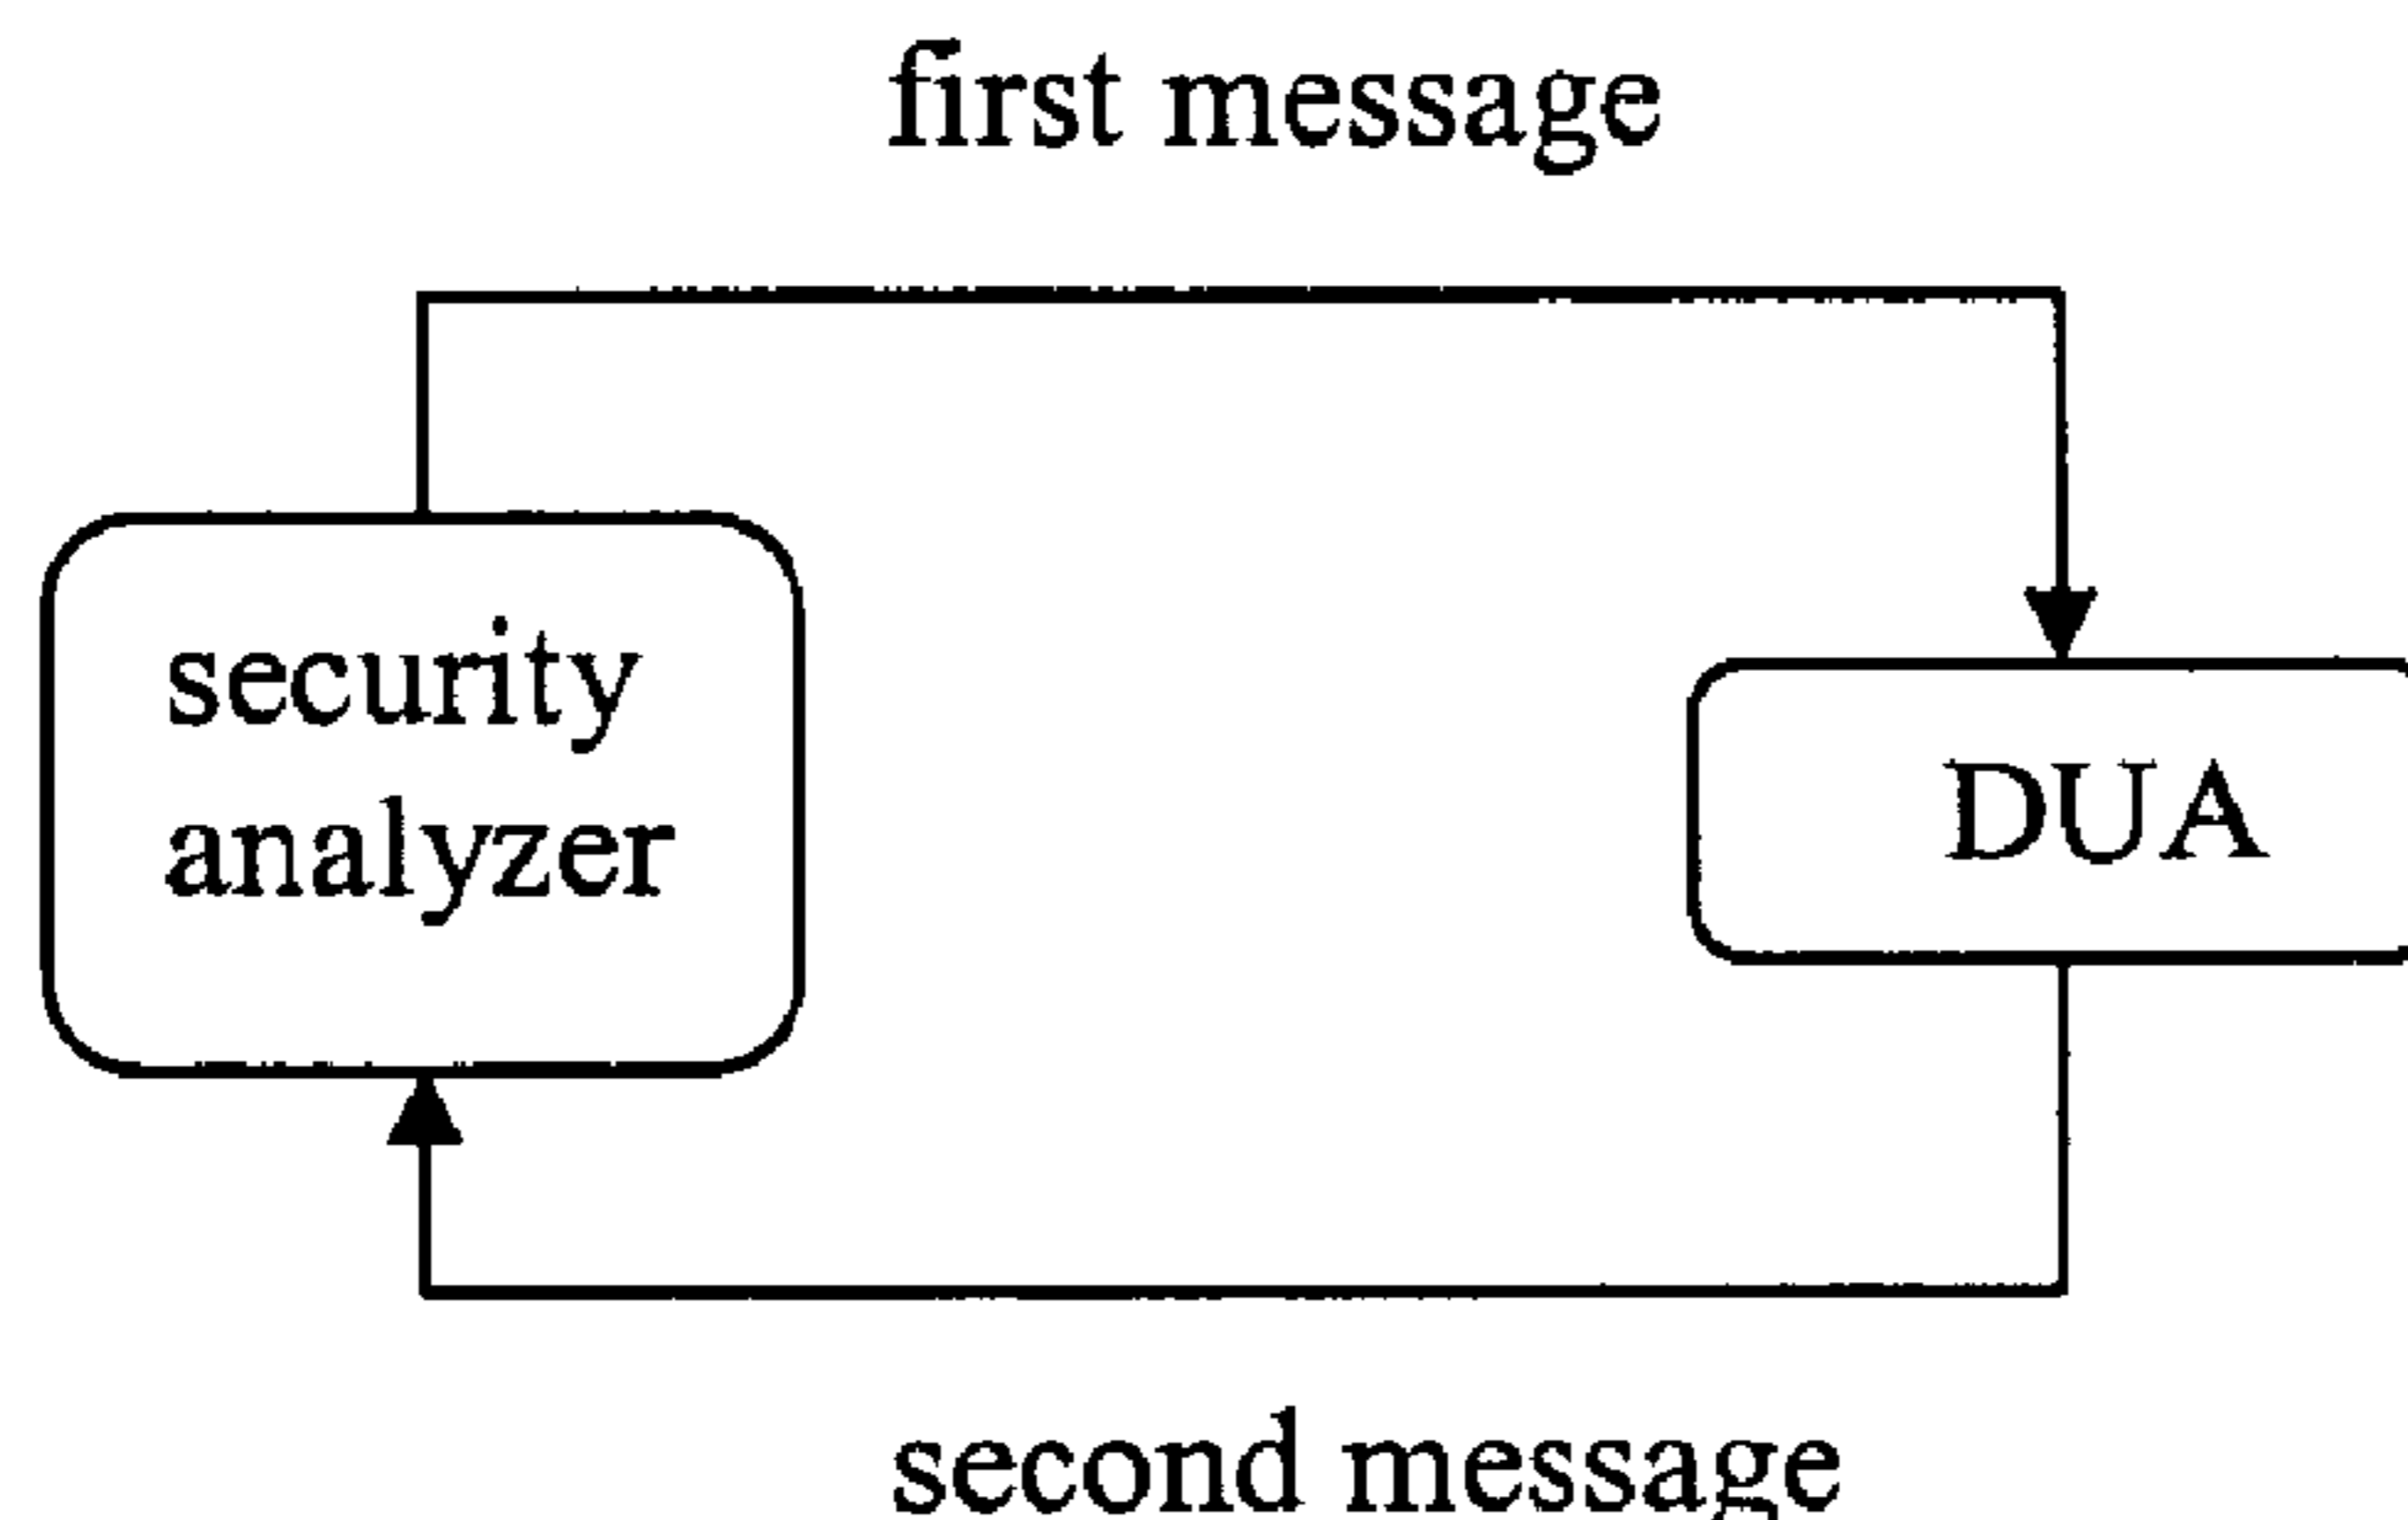 first message
security
analyzer
DUA
second message